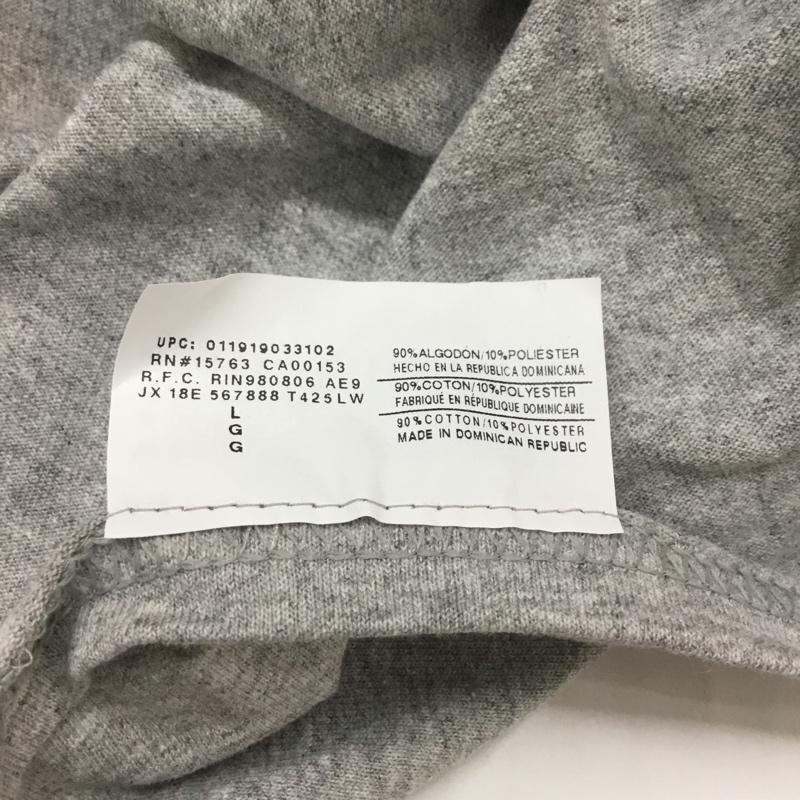 UPC: 011919033102
RN#15763 CA00153
R.F.C. RIN980806 AE9
JX 18E 567888 T425LW
L
G
G
90%ALGODÓN/10%POLIÉSTER
HECHO EN LA REPUBLICA DOMINICANA
90%COTON/10%POLYESTER
FABRIQUÉ EN RÉPUBLIQUE DOMINICAINE
90%COTTON/10%POLYESTER
MADE IN DOMINICAN REPUBLIC